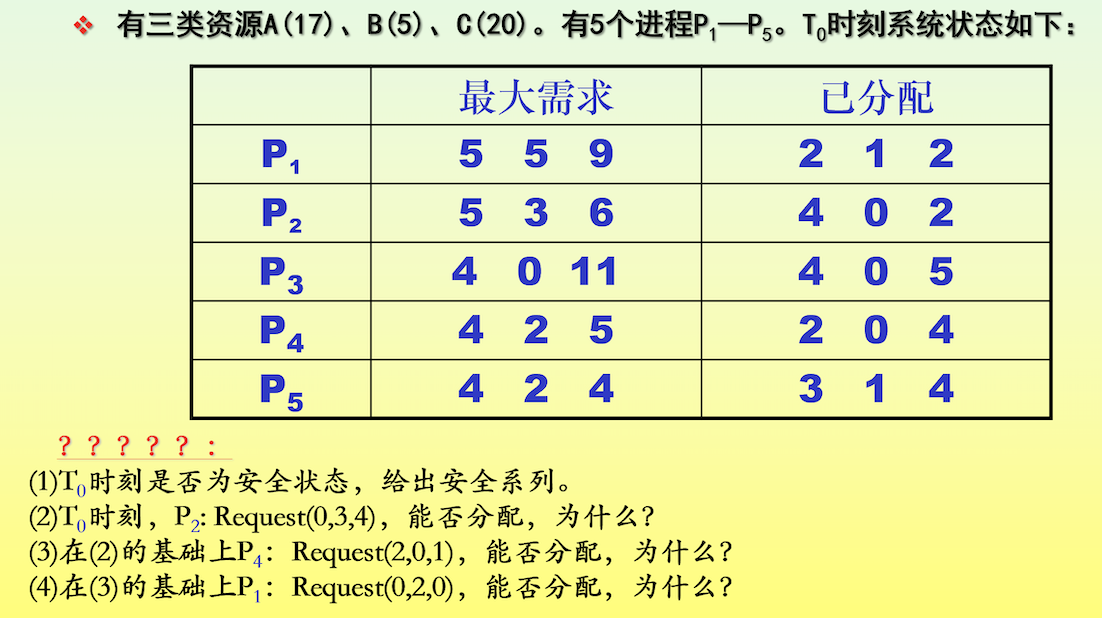 ❖ 有三类资源A(17)、B(5)、C(20)。有5个进程P1—P5。T0时刻系统状态如下：
最大需求 已分配
P1 5 5 9 2 1 2
P2 5 3 6 4 0 2
P3 4 0 11 4 0 5
P4 4 2 5 2 0 4
P5 4 2 4 3 1 4
？？？？？：
(1)T0时刻是否为安全状态，给出安全系列。
(2)T0时刻，P2: Request(0,3,4)，能否分配，为什么？
(3)在(2)的基础上P4：Request(2,0,1)，能否分配，为什么？
(4)在(3)的基础上P1：Request(0,2,0)，能否分配，为什么？